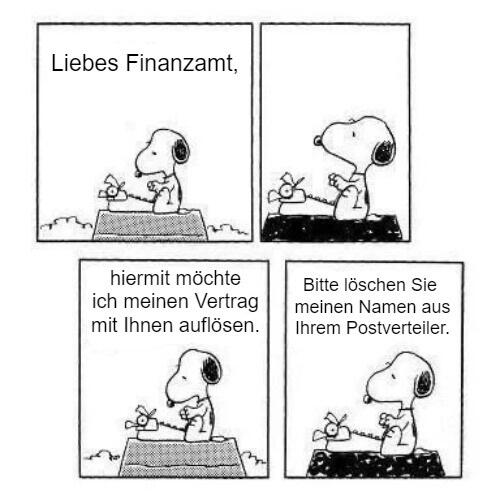 Liebes Finanzamt,
hiermit möchte
ich meinen Vertrag
mit Ihnen auflösen.
Bitte löschen Sie
meinen Namen aus
Ihrem Postverteiler.